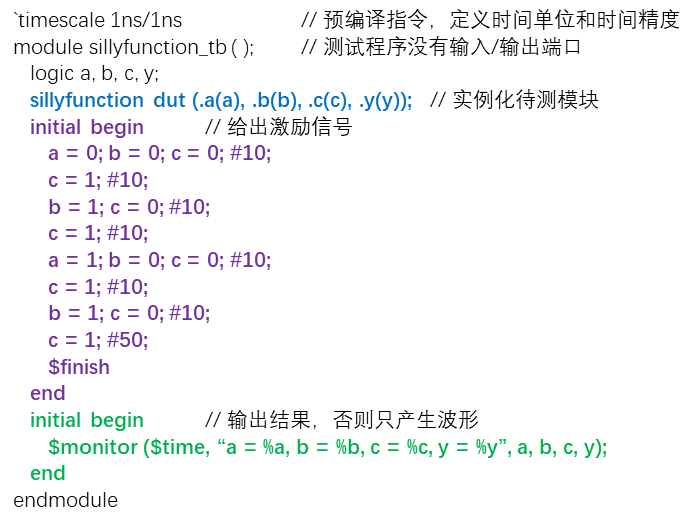 `timescale 1ns/1ns // 预编译指令，定义时间单位和时间精度
module sillyfunction_tb ( ); // 测试程序没有输入/输出端口
logic a, b, c, y;
sillyfunction dut (.a(a), .b(b), .c(c), .y(y)); // 实例化待测模块
initial begin // 给出激励信号
a = 0; b = 0; c = 0; #10;
c = 1; #10;
b = 1; c = 0; #10;
c = 1; #10;
a = 1; b = 0; c = 0; #10;
c = 1; #10;
b = 1; c = 0; #10;
c = 1; #50;
$finish
end
initial begin // 输出结果，否则只产生波形
$monitor ($time, “a = %a, b = %b, c = %c, y = %y”, a, b, c, y);
end
endmodule